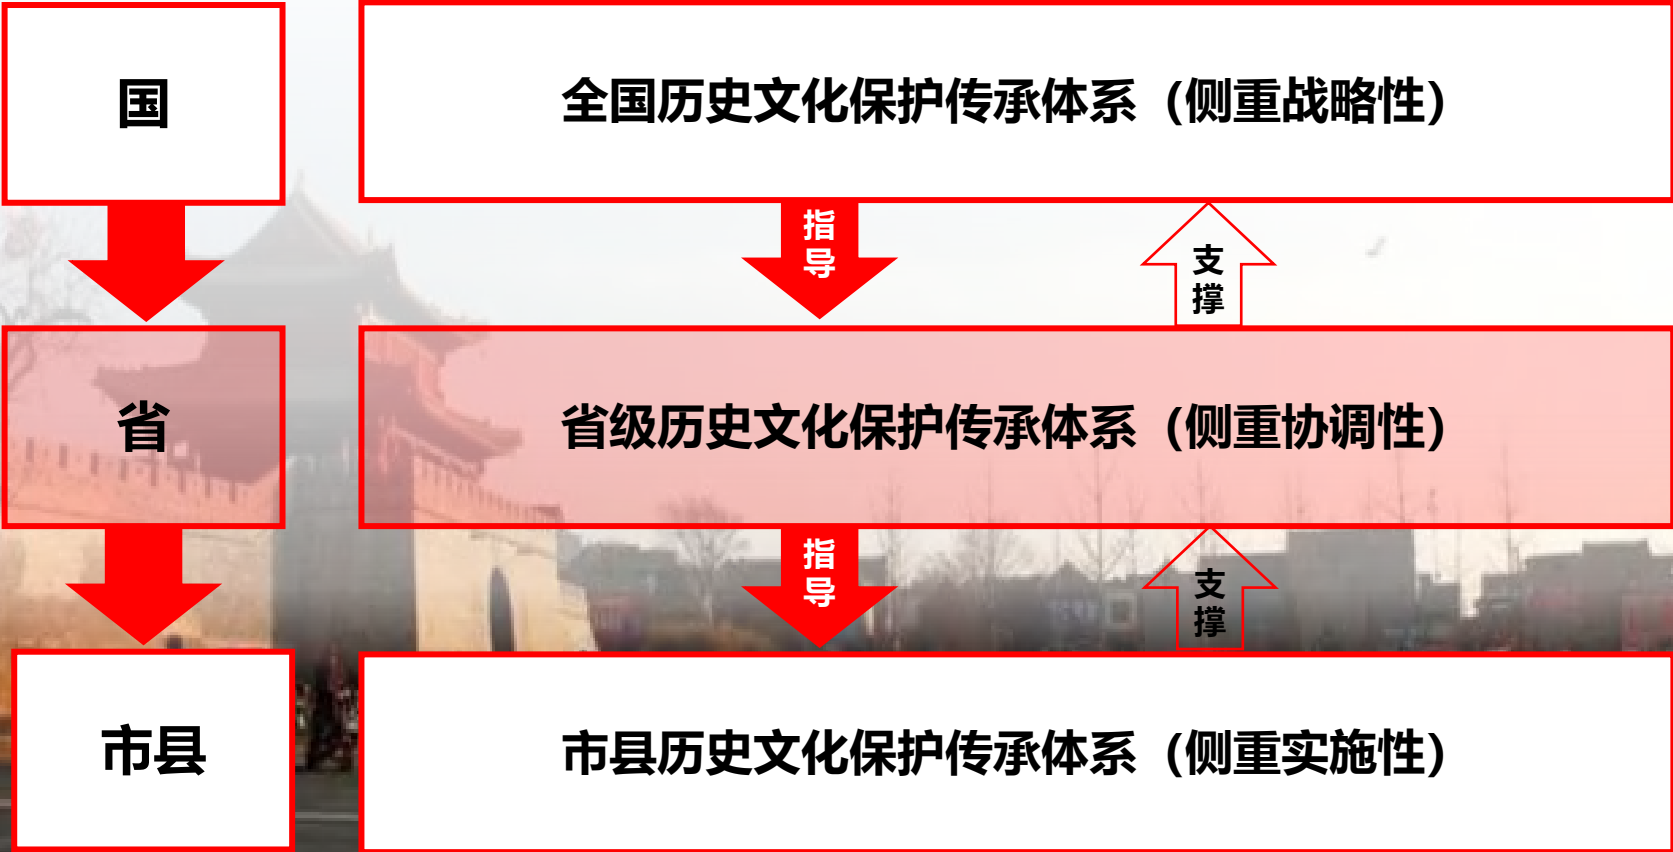 国
全国历史文化保护传承体系（侧重战略性）
指
导
支
撑
省
省级历史文化保护传承体系（侧重协调性）
指
导
支
撑
市县
市县历史文化保护传承体系（侧重实施性）